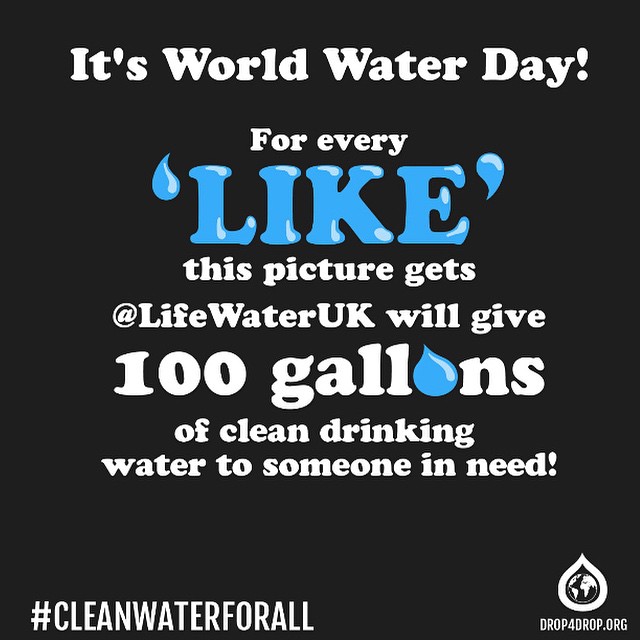 It's World Water Day!
For every
‘LIKE’
this picture gets
@LifeWaterUK will give
100 gallons
of clean drinking
water to someone in need!
#CLEANWATERFORALL
DROP4DROP.ORG